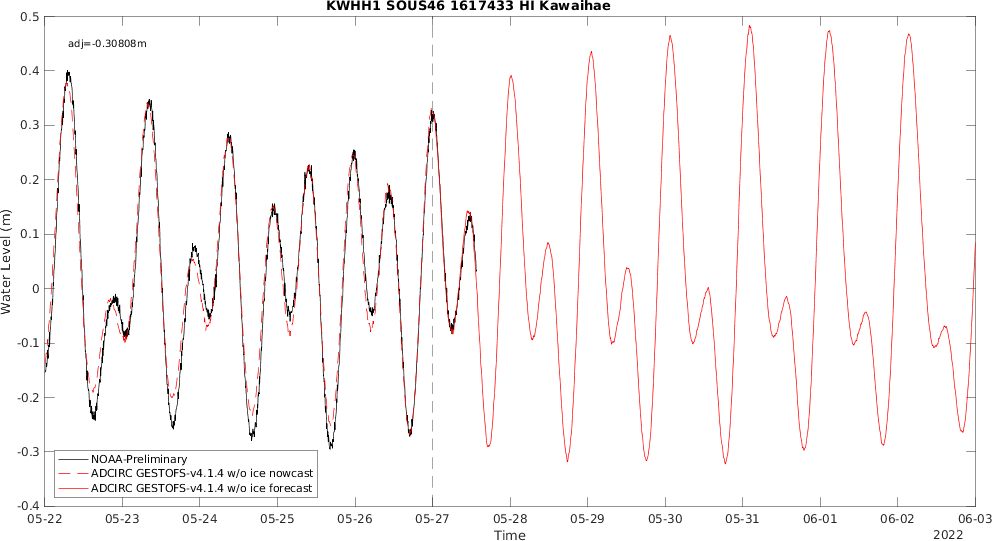 KWHH1 SOUS46 1617433 HI Kawaihae
adj=-0.30808m
0.5
0.4
0.3
0.2
0.1
0
-0.1
-0.2
-0.3
-0.4
Water Level (m)
NOAA-Preliminary
ADCIRC GESTOFS-v4.1.4 w/o ice nowcast
ADCIRC GESTOFS-v4.1.4 w/o ice forecast
05-22 05-23 05-24 05-25 05-26 05-27 05-28 05-29 05-30 05-31 06-01 06-02 06-03
Time
2022